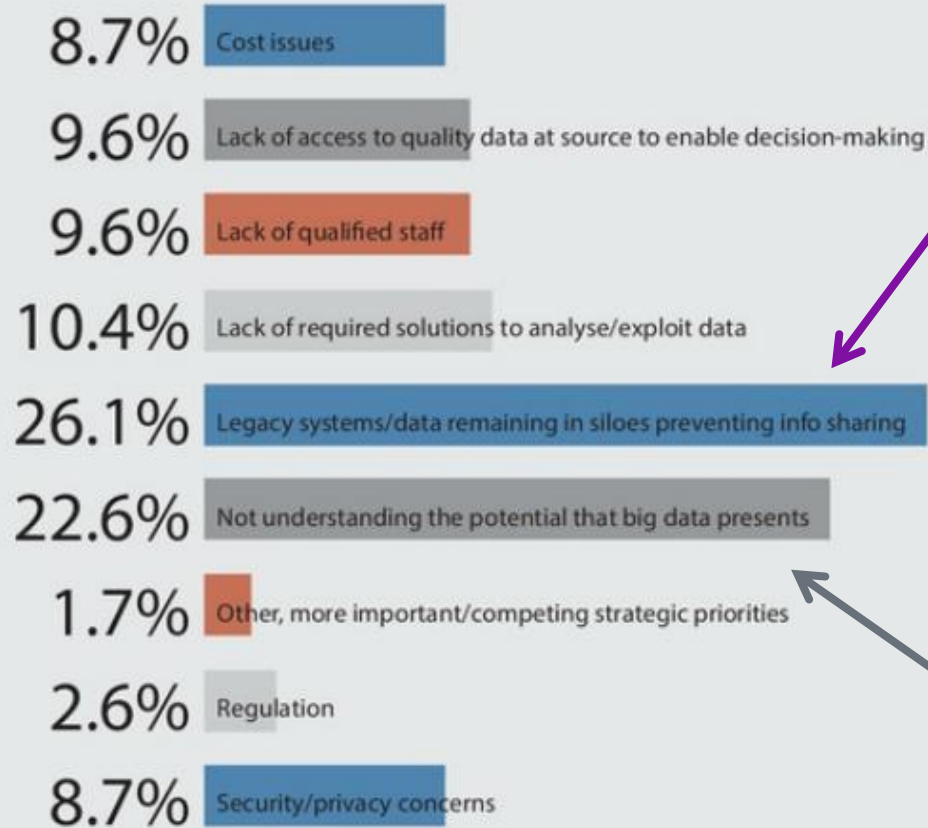 8.7% Cost issues
9.6% Lack of access to quality data at source to enable decision-making
9.6% Lack of qualified staff
10.4% Lack of required solutions to analyse/exploit data
26.1% Legacy systems/data remaining in siloes preventing info sharing
22.6% Not understanding the potential that big data presents
1.7% Other, more important/competing strategic priorities
2.6% Regulation
8.7% Security/privacy concerns